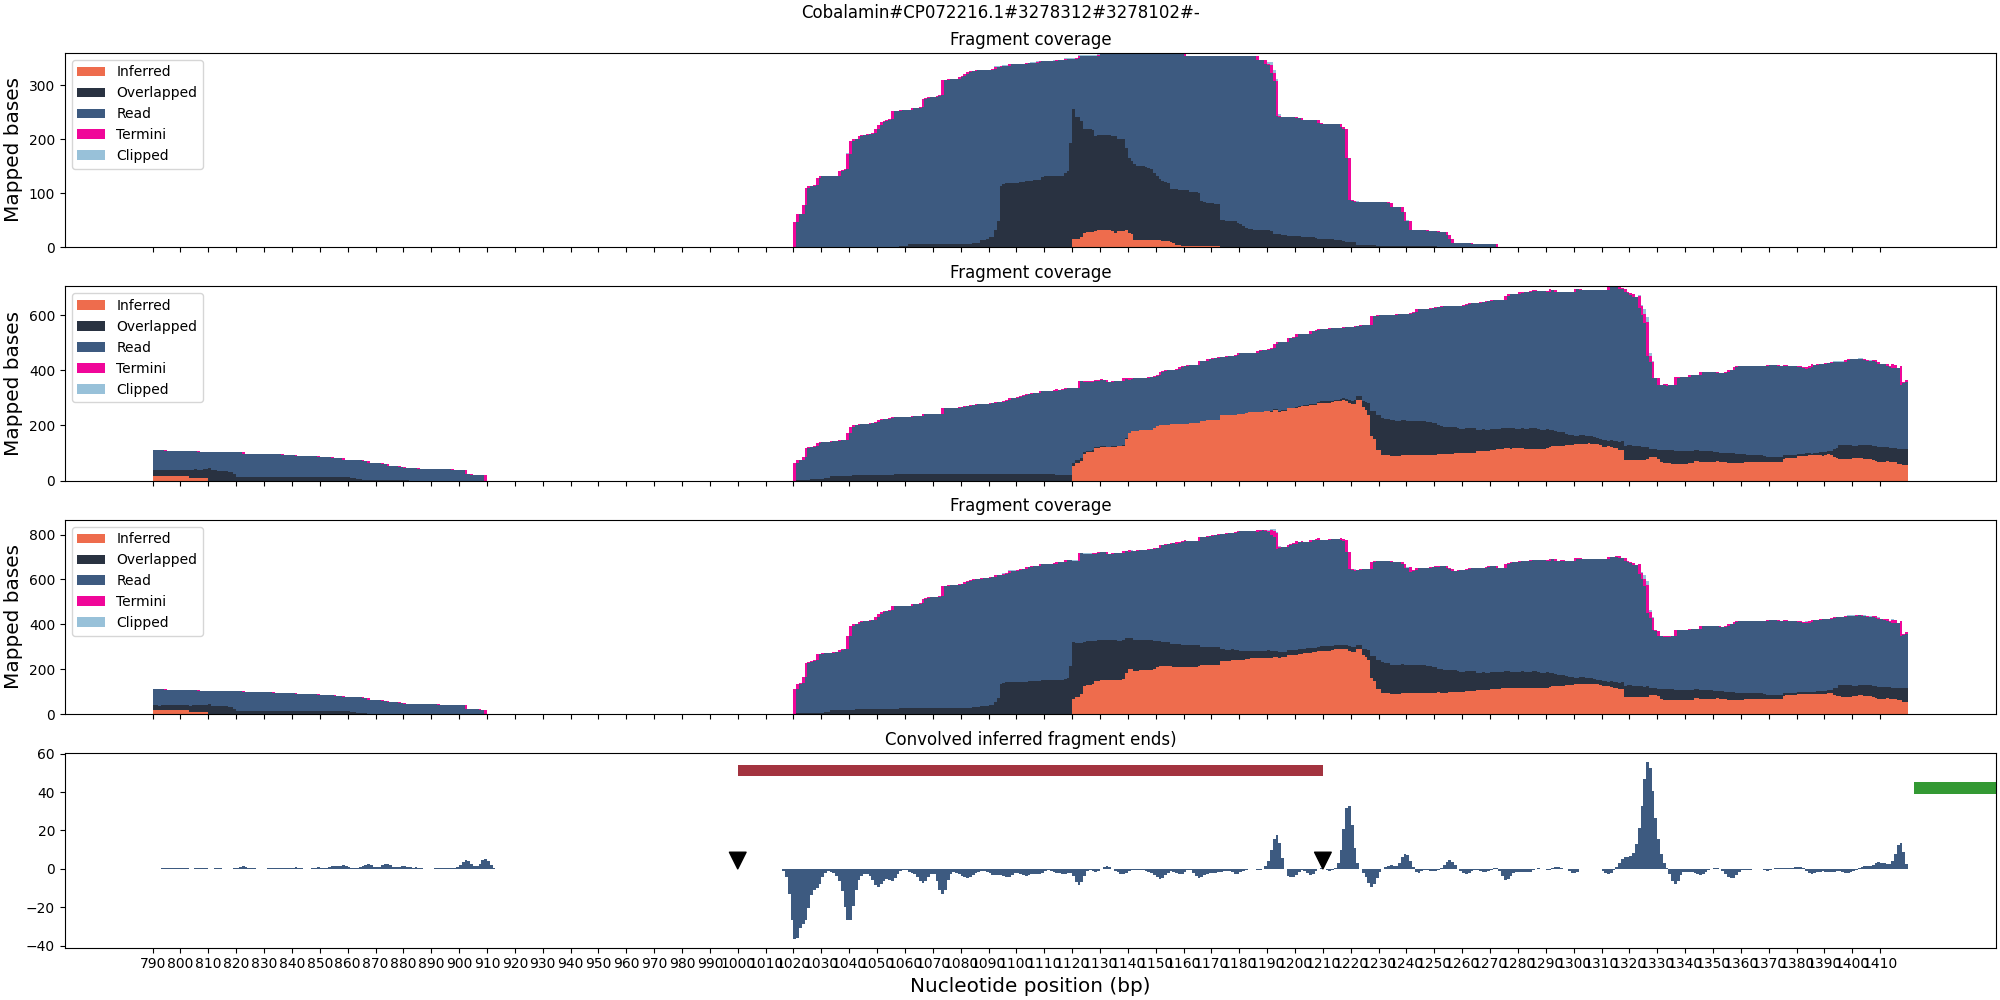 Cobalamin#CP072216.1#3278312#3278102#-
Fragment coverage
Mapped bases
300
200
100
0
Inferred
Overlapped
Read
Termini
Clipped
Fragment coverage
Mapped bases
600
400
200
0
Inferred
Overlapped
Read
Termini
Clipped
Fragment coverage
Mapped bases
800
600
400
200
0
Inferred
Overlapped
Read
Termini
Clipped
Convolved inferred fragment ends)
60
40
20
0
−20
−40
790 800 810 820 830 840 850 860 870 880 890 900 910 920 930 940 950 960 970 980 990 1000 1010 1020 1030 1040 1050 1060 1070 1080 1090 1100 1110 1120 1130 1140 1150 1160 1170 1180 1190 1200 1210 1220 1230 1240 1250 1260 1270 1280 1290 1300 1310 1320 1330 1340 1350 1360 1370 1380 1390 1400 1410
Nucleotide position (bp)